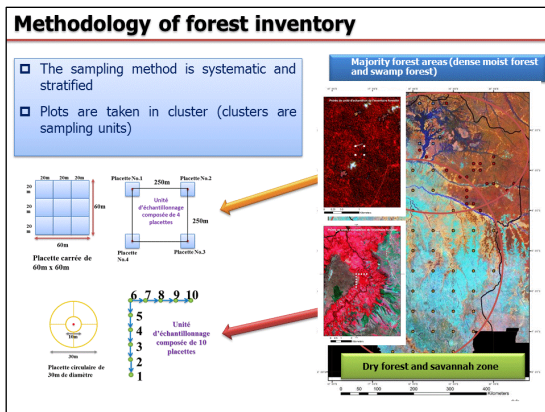 Methodology of forest inventory
The sampling method is systematic and
stratified
Plots are taken in cluster (clusters are
sampling units)
Majority forest areas (dense moist forest
and swamp forest)
20m 20m 20m
20
20
20
60m
60m
Placette carrée de
60m x 60m
Placette No.1
250m
Placette No.2
Unité
d'échantillonnage
composée de 4
placettes
250m
Placette No.4
Placette No.3
10m
30m
Placette circulaire de
30m de diamètre
6 7 8 9 10
5
4
3
2
1
Unité
d'échantillonnage
composée de 10
placettes
Dry forest and savannah zone
0 50 100 200 300 400
Kilometers